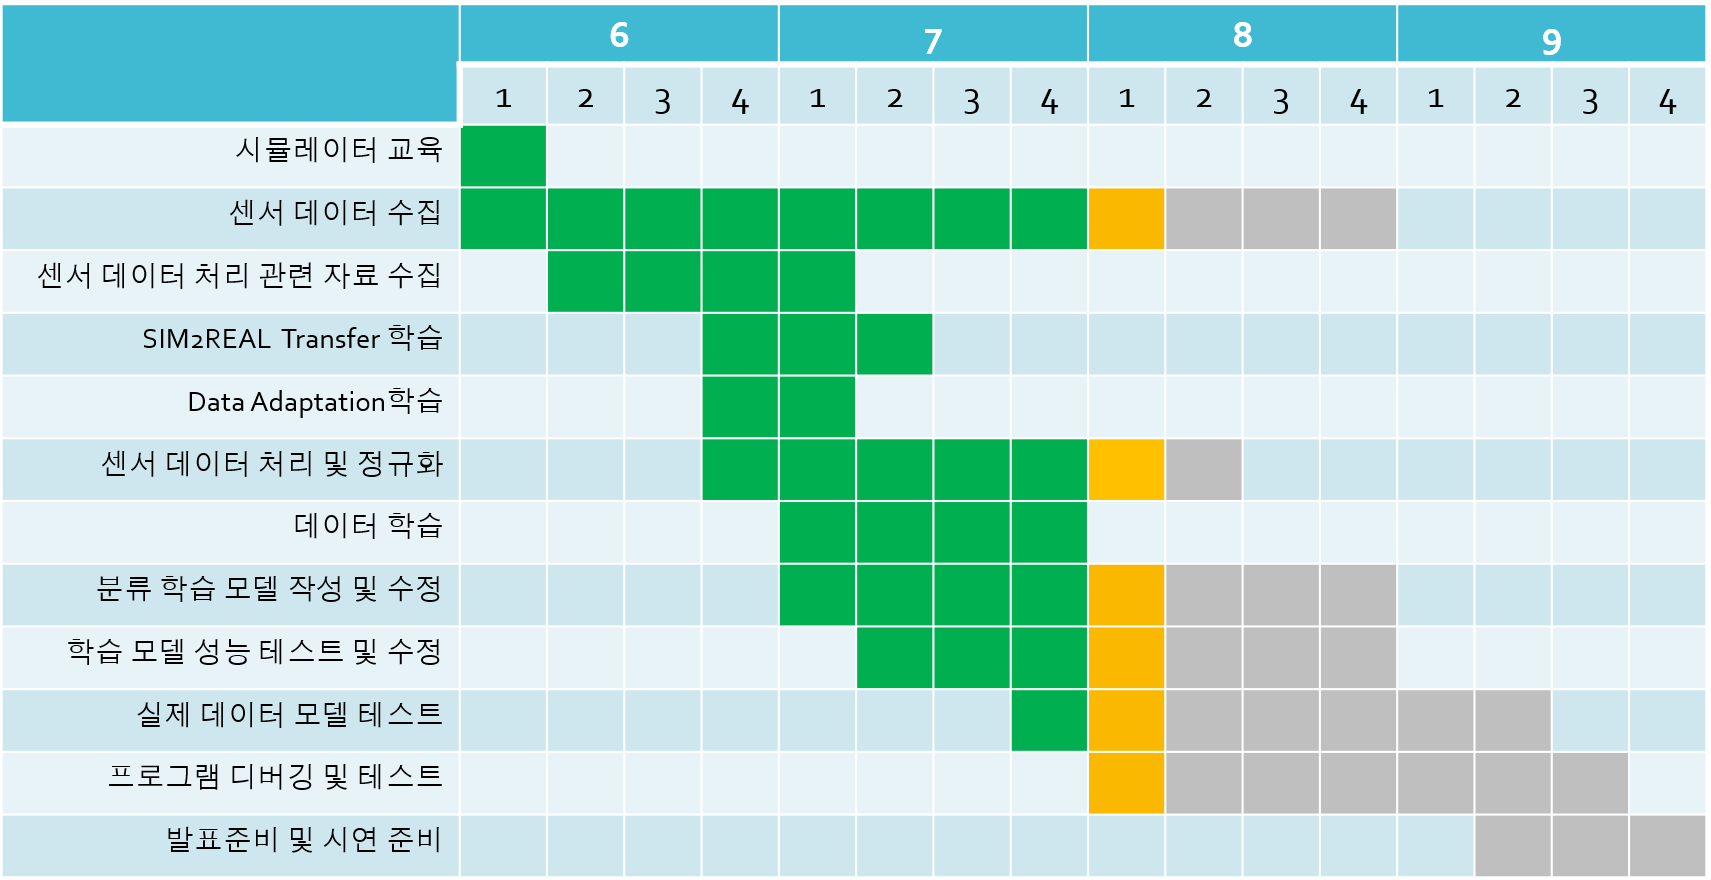 6 7 8 9
1 2 3 4 1 2 3 4 1 2 3 4 1 2 3 4
시뮬레이터 교육
센서 데이터 수집
센서 데이터 처리 관련 자료 수집
SIM2REAL Transfer 학습
Data Adaptation학습
센서 데이터 처리 및 정규화
데이터 학습
분류 학습 모델 작성 및 수정
학습 모델 성능 테스트 및 수정
실제 데이터 모델 테스트
프로그램 디버깅 및 테스트
발표준비 및 시연 준비